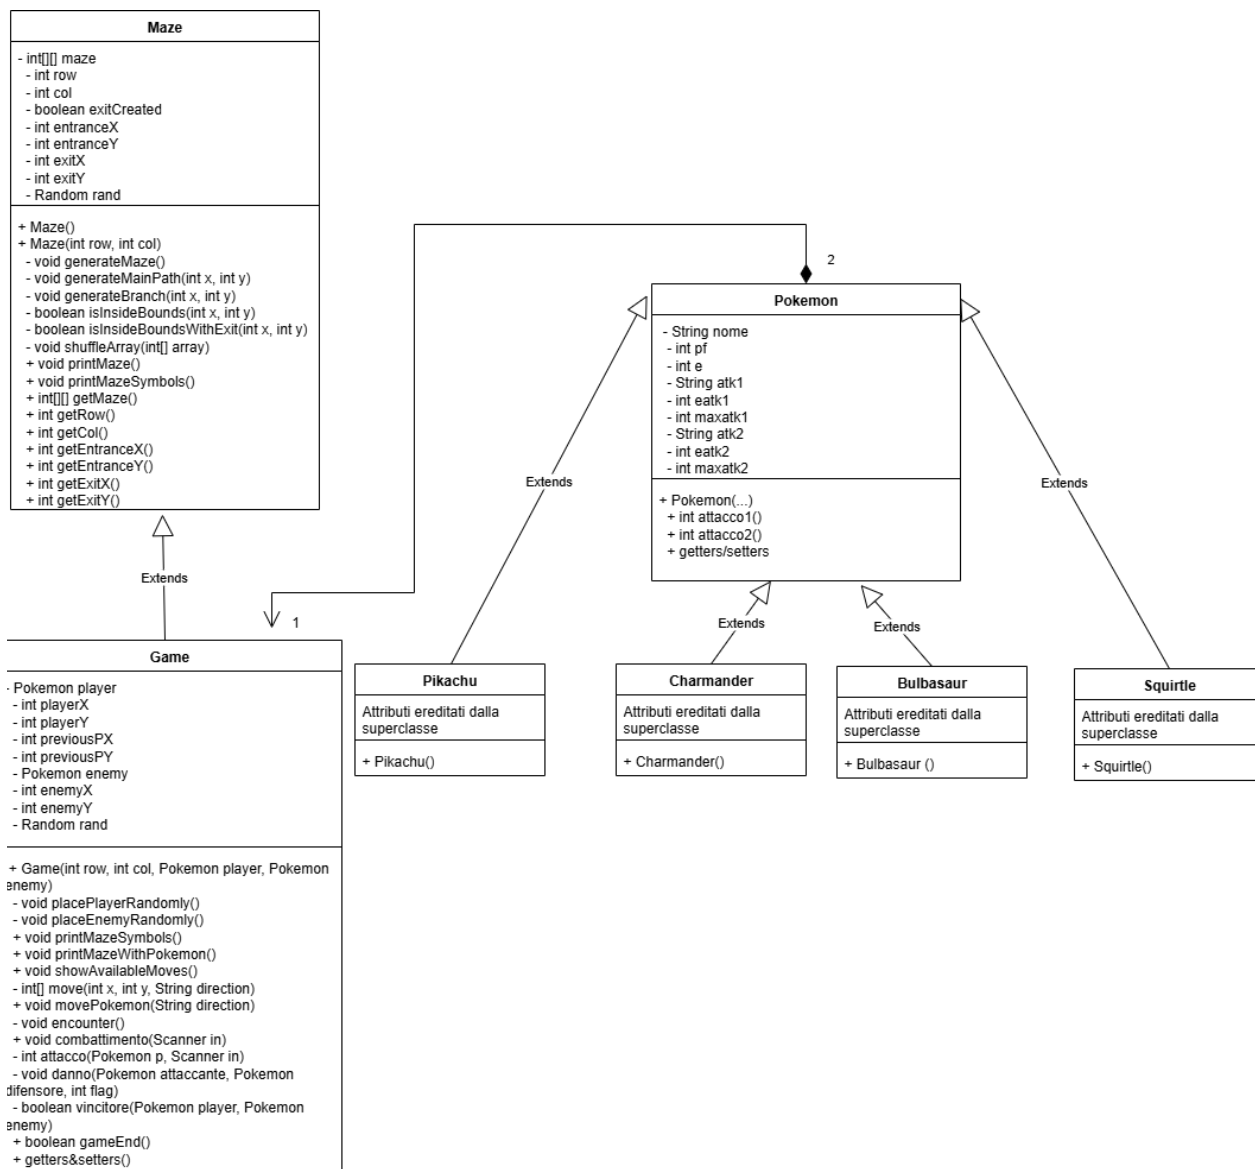 Maze
- int[][] maze
- int row
- int col
- boolean exitCreated
- int entranceX
- int entranceY
- int exitX
- int exitY
- Random rand
+ Maze()
+ Maze(int row, int col)
- void generateMaze()
- void generateMainPath(int x, int y)
- void generateBranch(int x, int y)
- boolean isInsideBounds(int x, int y)
- boolean isInsideBoundsWithExit(int x, int y)
- void shuffleArray(int[] array)
+ void printMaze()
+ void printMazeSymbols()
+ int[][] getMaze()
+ int getRow()
+ int getCol()
+ int getEntranceX()
+ int getEntranceY()
+ int getExitX()
+ int getExitY()
Extends
1
2
Pokemon
- String nome
- int pf
- int e
- String atk1
- int eatk1
- int maxatk1
- String atk2
- int eatk2
- int maxatk2
+ Pokemon(...)
+ int attacco1()
+ int attacco2()
+ getters/setters
Extends
Extends
Extends
Extends
Game
- Pokemon player
- int playerX
- int playerY
- int previousPX
- int previousPY
- Pokemon enemy
- int enemyX
- int enemyY
- Random rand
+ Game(int row, int col, Pokemon player, Pokemon
enemy)
- void placePlayerRandomly()
- void placeEnemyRandomly()
+ void printMazeSymbols()
+ void printMazeWithPokemon()
+ void showAvailableMoves()
- int[] move(int x, int y, String direction)
+ void movePokemon(String direction)
- void encounter()
+ void combattimento(Scanner in)
- int attacco(Pokemon p, Scanner in)
- void danno(Pokemon attaccante, Pokemon
difensore, int flag)
- boolean vincitore(Pokemon player, Pokemon
enemy)
+ boolean gameEnd()
+ getters&setters()
Pikachu
Attributi ereditati dalla
superclasse
+ Pikachu()
Charmander
Attributi ereditati dalla
superclasse
+ Charmander()
Bulbasaur
Attributi ereditati dalla
superclasse
+ Bulbasaur ()
Squirtle
Attributi ereditati dalla
superclasse
+ Squirtle()